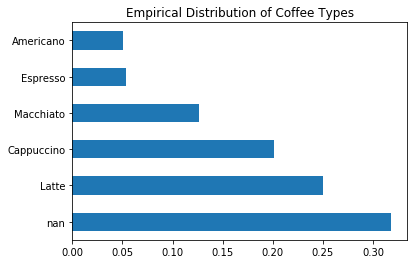 Empirical Distribution of Coffee Types
Americano
Espresso
Macchiato
Cappuccino
Latte
nan
0.00 0.05 0.10 0.15 0.20 0.25 0.30